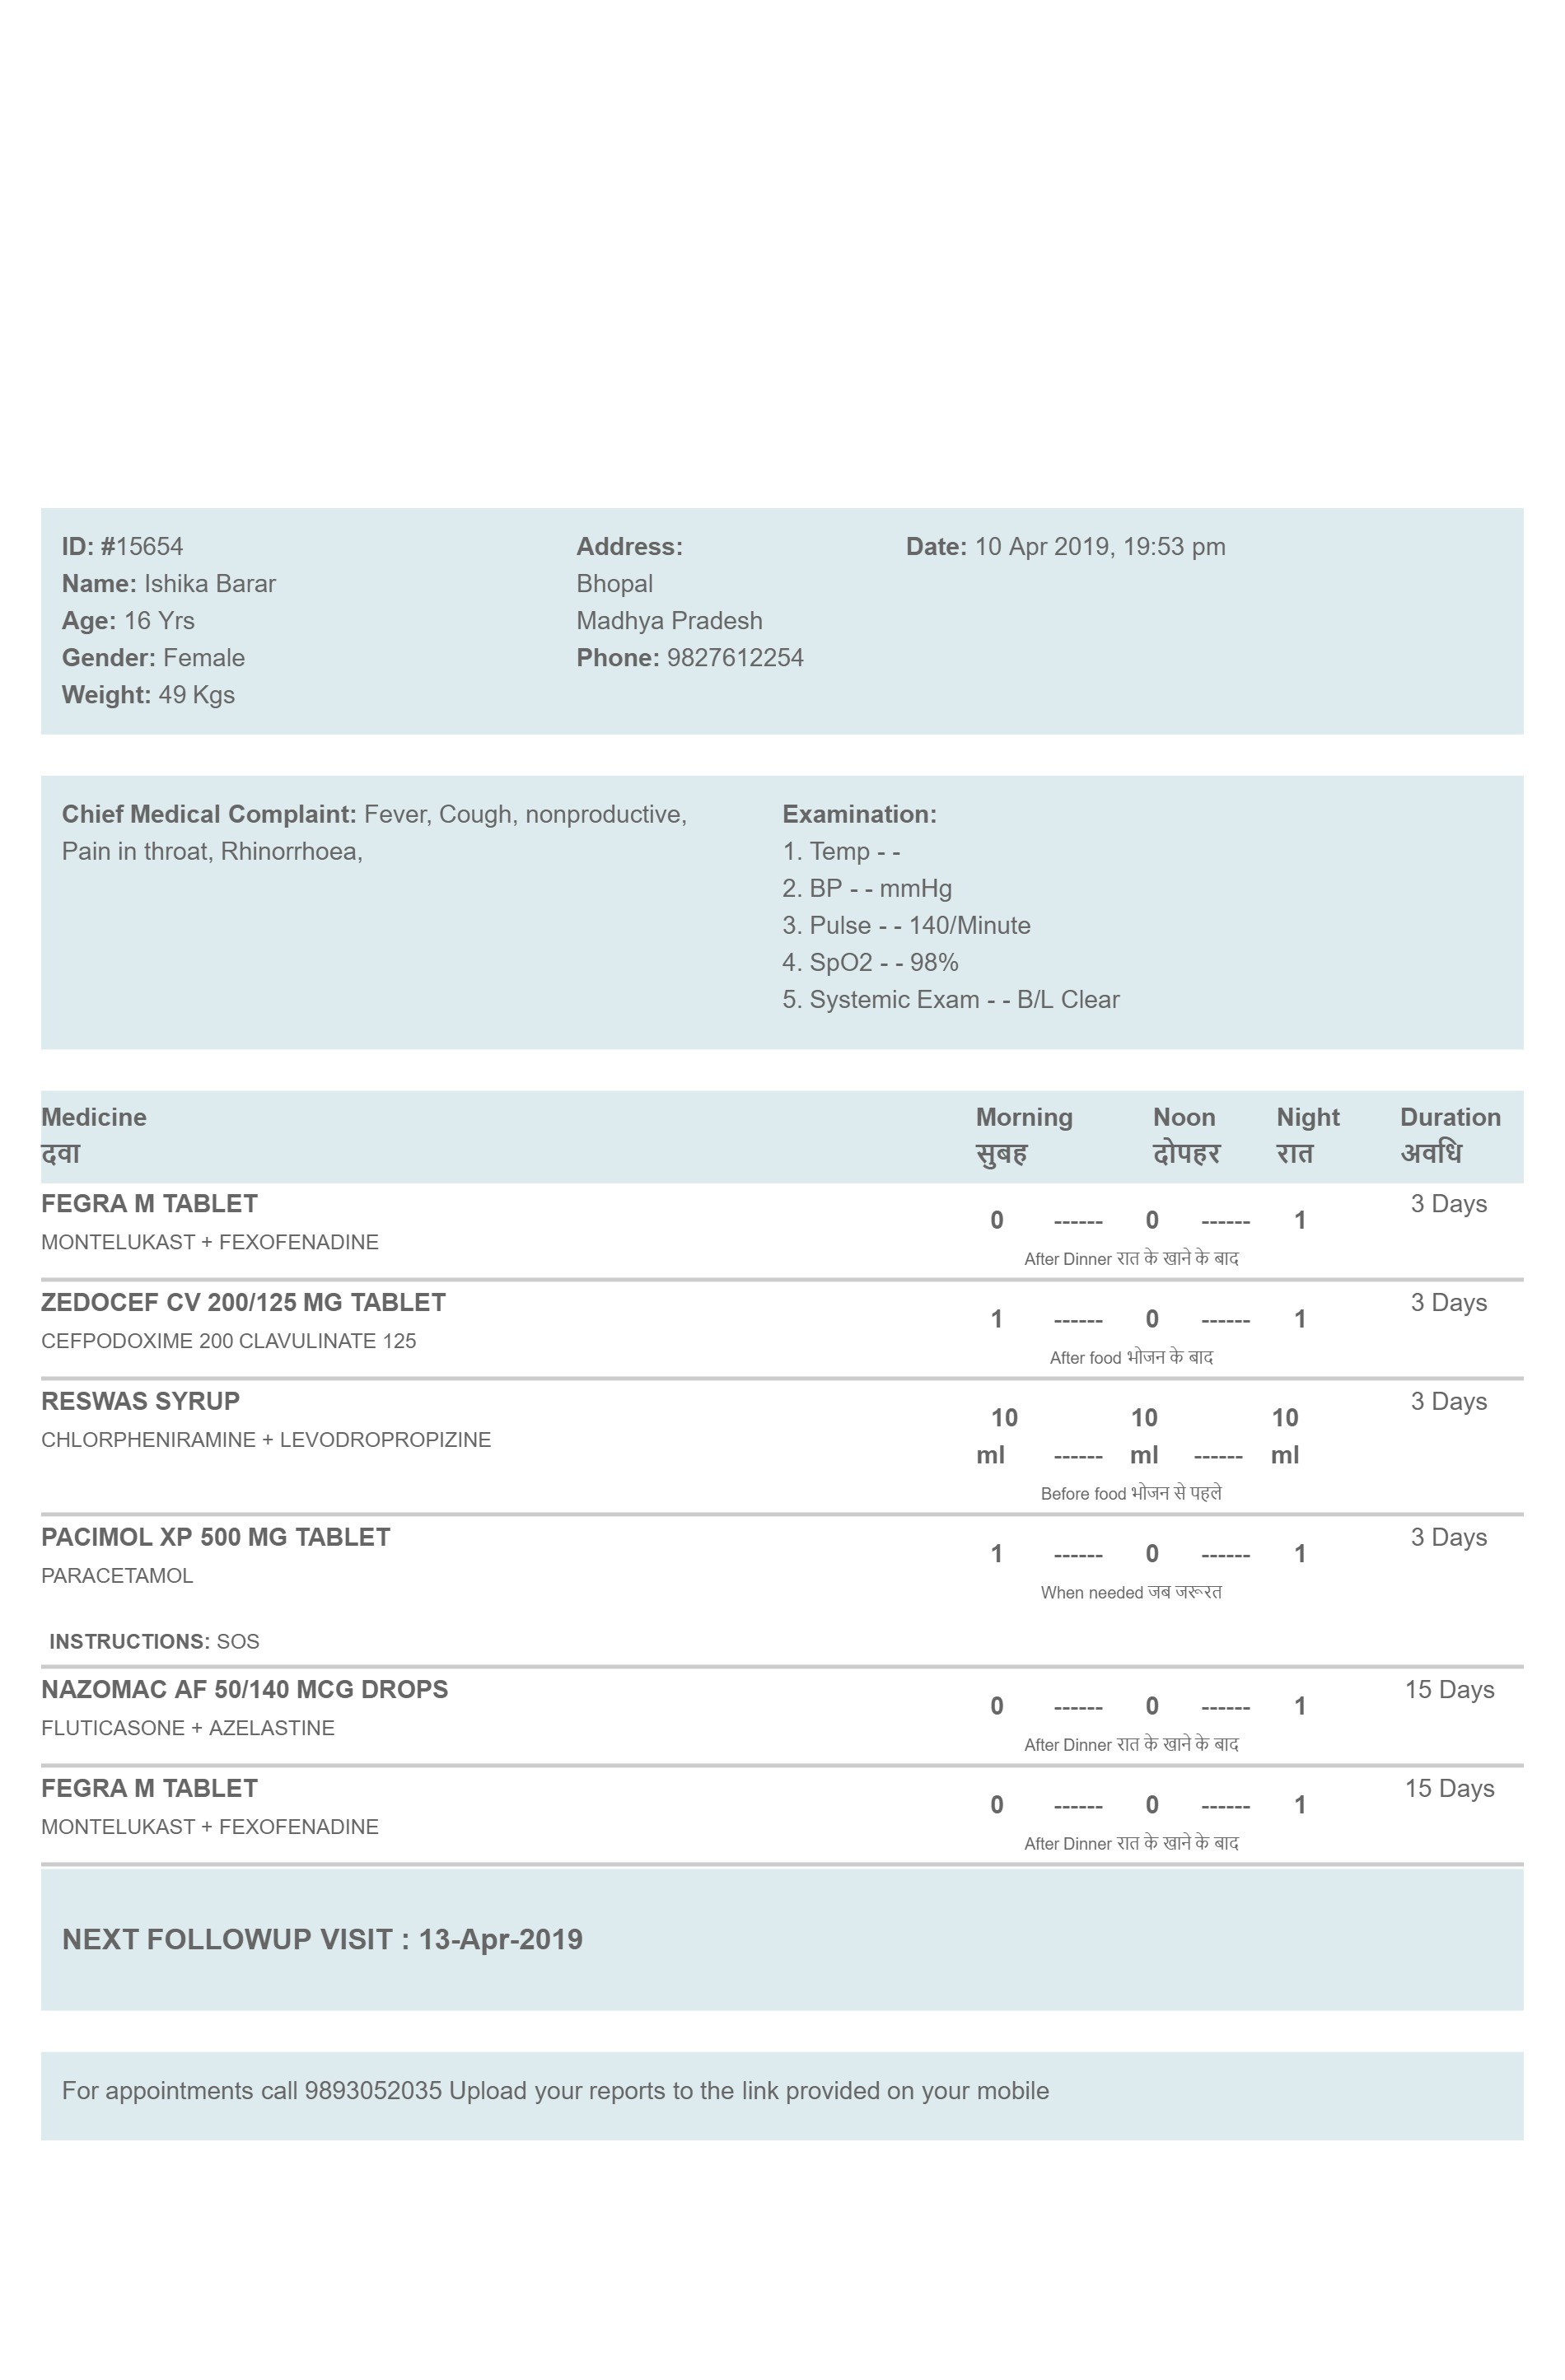 ID: #15654
Name: Ishika Barar
Age: 16 Yrs
Gender: Female
Weight: 49 Kgs
Address:
Bhopal
Madhya Pradesh
Phone: 9827612254
Date: 10 Apr 2019, 19:53 pm
Chief Medical Complaint: Fever, Cough, nonproductive,
Pain in throat, Rhinorrhoea,
Examination:
1. Temp - -
2. BP - - mmHg
3. Pulse - - 140/Minute
4. SpO2 - - 98%
5. Systemic Exam - - B/L Clear
Medicine Morning Noon Night Duration
दवा सुबह दोपहर रात अवधि
FEGRA M TABLET 3 Days
0 ------ 0 ------ 1
MONTELUKAST + FEXOFENADINE
After Dinner रात के खाने के बाद
ZEDOCEF CV 200/125 MG TABLET 3 Days
1 ------ 0 ------ 1
CEFPODOXIME 200 CLAVULINATE 125
After food भोजन के बाद
RESWAS SYRUP 3 Days
10 10 10
CHLORPHENIRAMINE + LEVODROPROPIZINE
ml ------ ml ------ ml
Before food भोजन से पहले
PACIMOL XP 500 MG TABLET 3 Days
1 ------ 0 ------ 1
PARACETAMOL
When needed जब जरूरत
INSTRUCTIONS: SOS
NAZOMAC AF 50/140 MCG DROPS 15 Days
0 ------ 0 ------ 1
FLUTICASONE + AZELASTINE
After Dinner रात के खाने के बाद
FEGRA M TABLET 15 Days
0 ------ 0 ------ 1
MONTELUKAST + FEXOFENADINE
After Dinner रात के खाने के बाद
NEXT FOLLOWUP VISIT : 13-Apr-2019
For appointments call 9893052035 Upload your reports to the link provided on your mobile